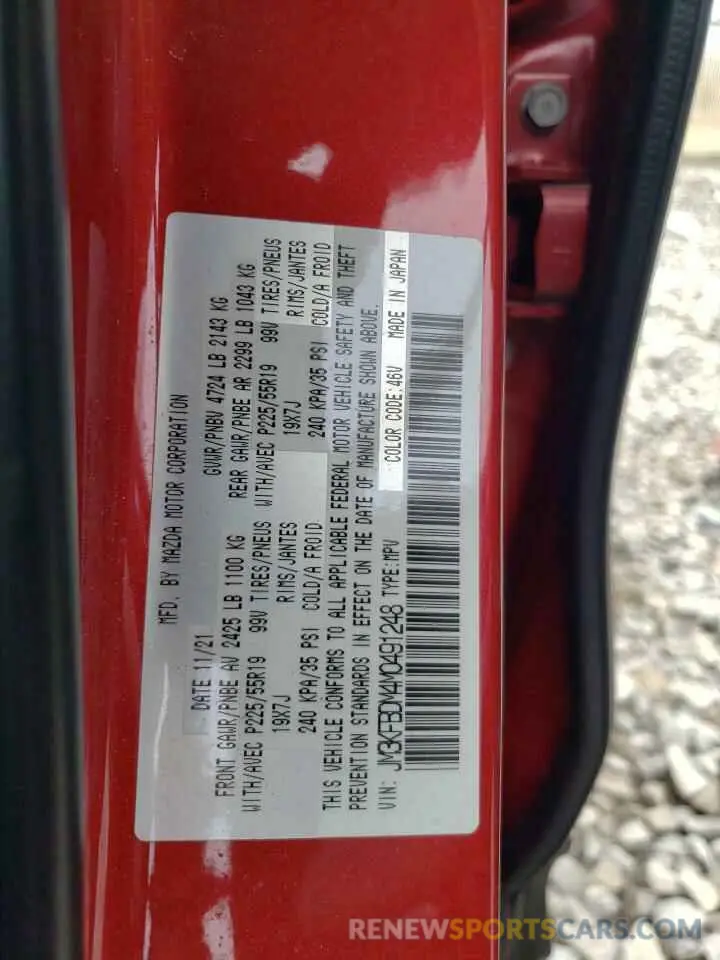 MFD. BY MAZDA MOTOR CORPORATION
DATE 11/21 GVWR/PNBV 4724 LB 2143 KG
FRONT GAWR/PNBE AV 2425 LB 1100 KG REAR GAWR/PNBE AR 2299 LB 1043 KG
WITH/AVEC P225/55R19 99V TIRES/PNEUS WITH/AVEC P225/55R19 99V TIRES/PNEUS
19X7J RIMS/JANTES 19X7J RIMS/JANTES
240 KPA/35 PSI COLD/A FROID 240 KPA/35 PSI COLD/A FROID
THIS VEHICLE CONFORMS TO ALL APPLICABLE FEDERAL MOTOR VEHICLE SAFETY AND THEFT
PREVENTION STANDARDS IN EFFECT ON THE DATE OF MANUFACTURE SHOWN ABOVE.
VIN: JM3KFBDM4M0491248 TYPE:MPV COLOR CODE:46V MADE IN JAPAN
RENEWSPORTSCARS.COM